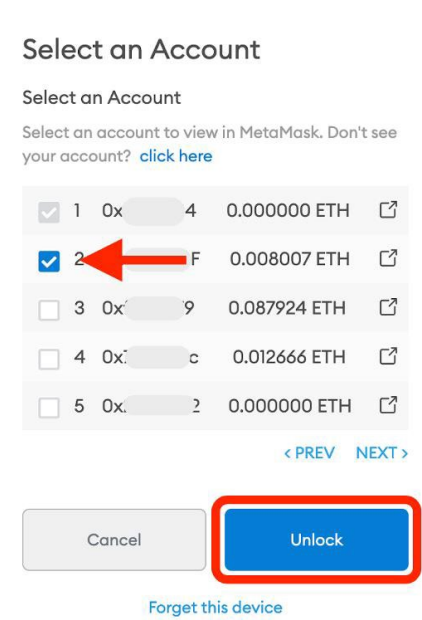 Select an Account
Select an Account
Select an account to view in MetaMask. Don't see
your account? click here
1 0x 4 0.000000 ETH
2 F 0.008007 ETH
3 0x 9 0.087924 ETH
4 0x c 0.012666 ETH
5 0x 2 0.000000 ETH
< PREV NEXT >
Cancel Unlock
Forget this device